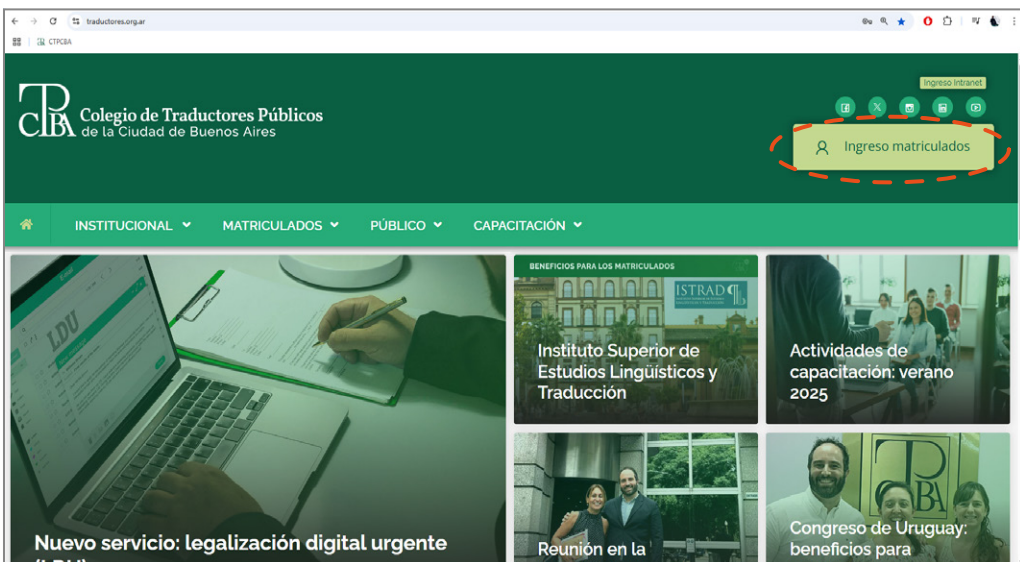 traductores.org.ar
CTPCBA
Ingreso Intranet
CTPCBA
Colegio de Traductores Públicos
de la Ciudad de Buenos Aires
Ingreso matriculados
INSTITUCIONAL
MATRICULADOS
PÚBLICO
CAPACITACIÓN
LDU
Nuevo servicio: legalización digital urgente
BENEFICIOS PARA LOS MATRICULADOS
ISTRAD
Instituto Superior de
Estudios Lingüísticos y
Traducción
Actividades de
capacitación: verano
2025
Reunión en la
Congreso de Uruguay:
beneficios para